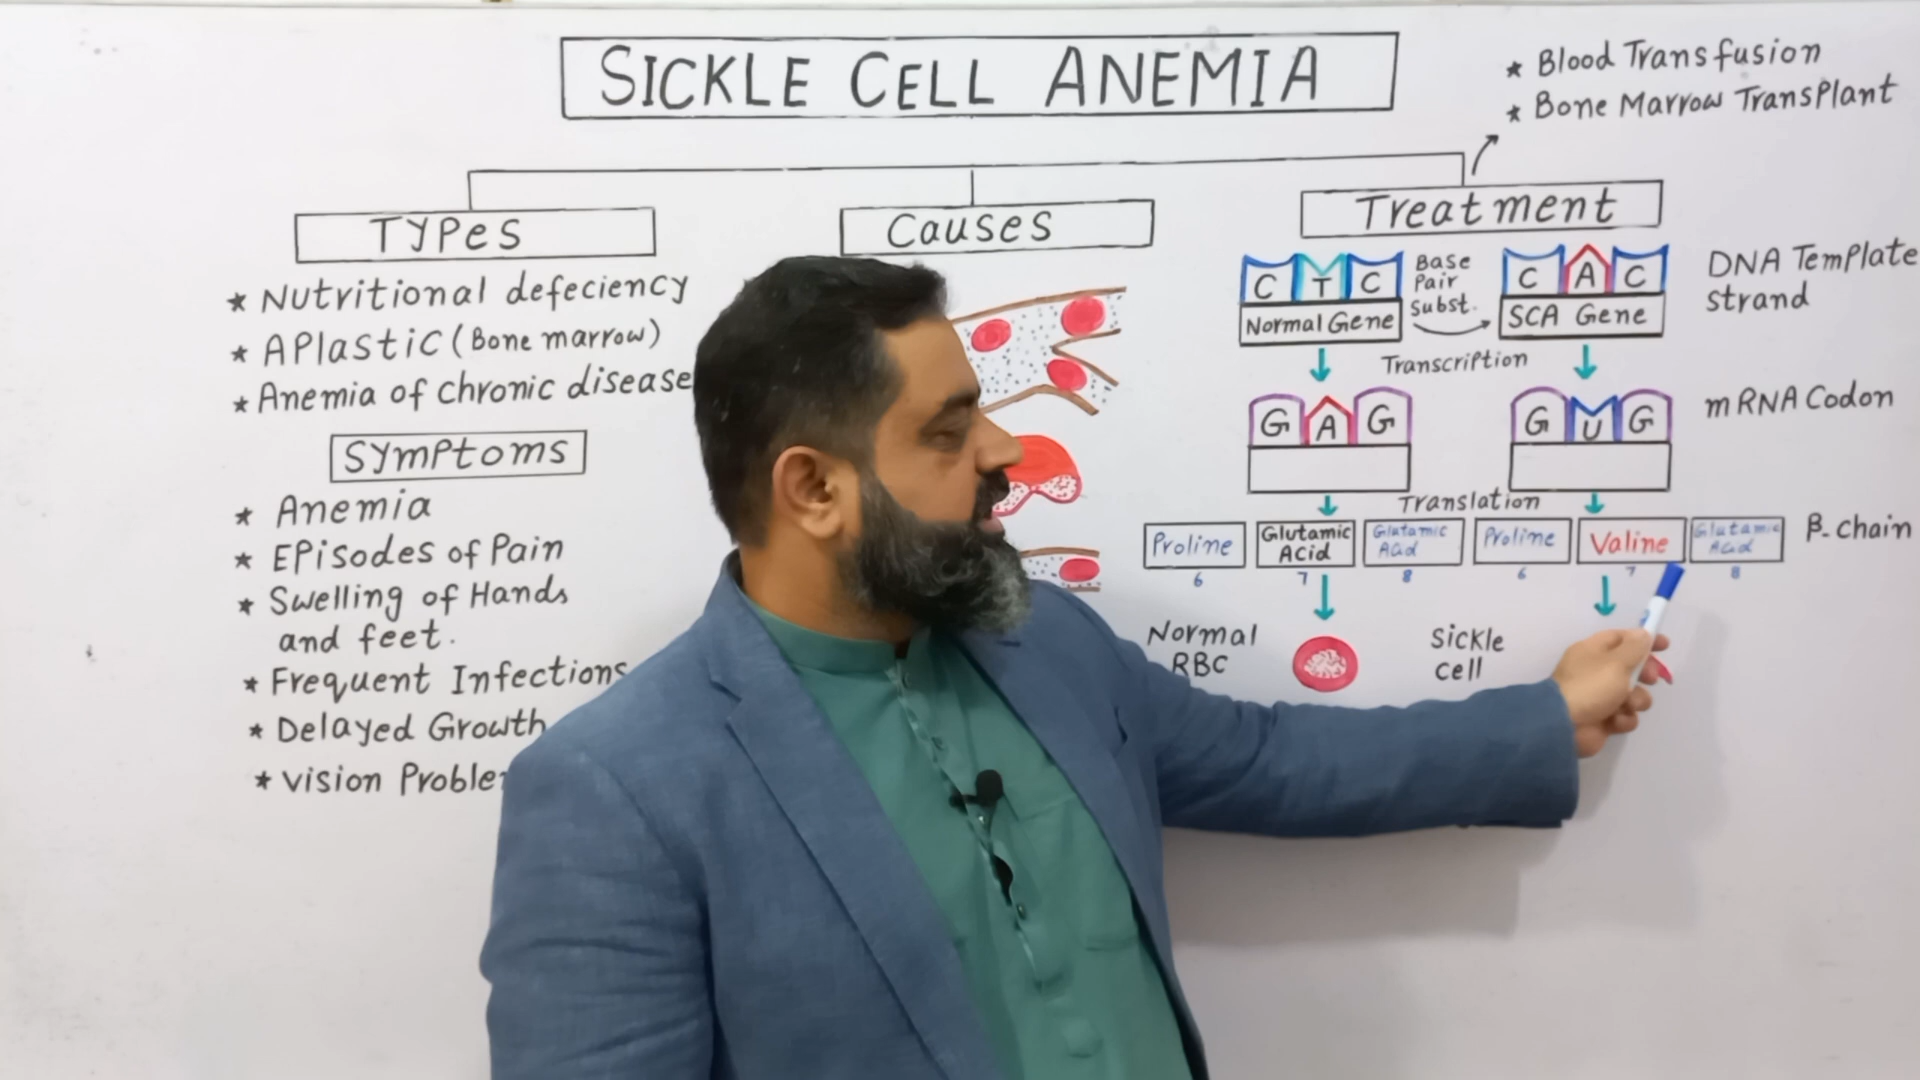 SICKLE CELL ANEMIA
★ Blood Transfusion
★ Bone Marrow TransPlant
TYPes
★ Nutritional defeciency
★ APlastic (Bone marrow)
★ Anemia of chronic disease
SYmPtoms
★ Anemia
★ EPisodes of Pain
★ Swelling of Hands
and feet.
★ Frequent Infections
★ Delayed Growth
★ vision
Causes
Treatment
C T C
Normal Gene
Base
Pair
Subst.
C A C
SCA Gene
DNA TemPlate
strand
Transcription
G A G
G U G
mRNA Codon
Translation
Proline
Glutamic
Acid
Glutamic
Acid
Proline
Valine
Glutamic
Acid
β-chain
6 7 8 6 7 8
Normal
RBC
Sickle
cell